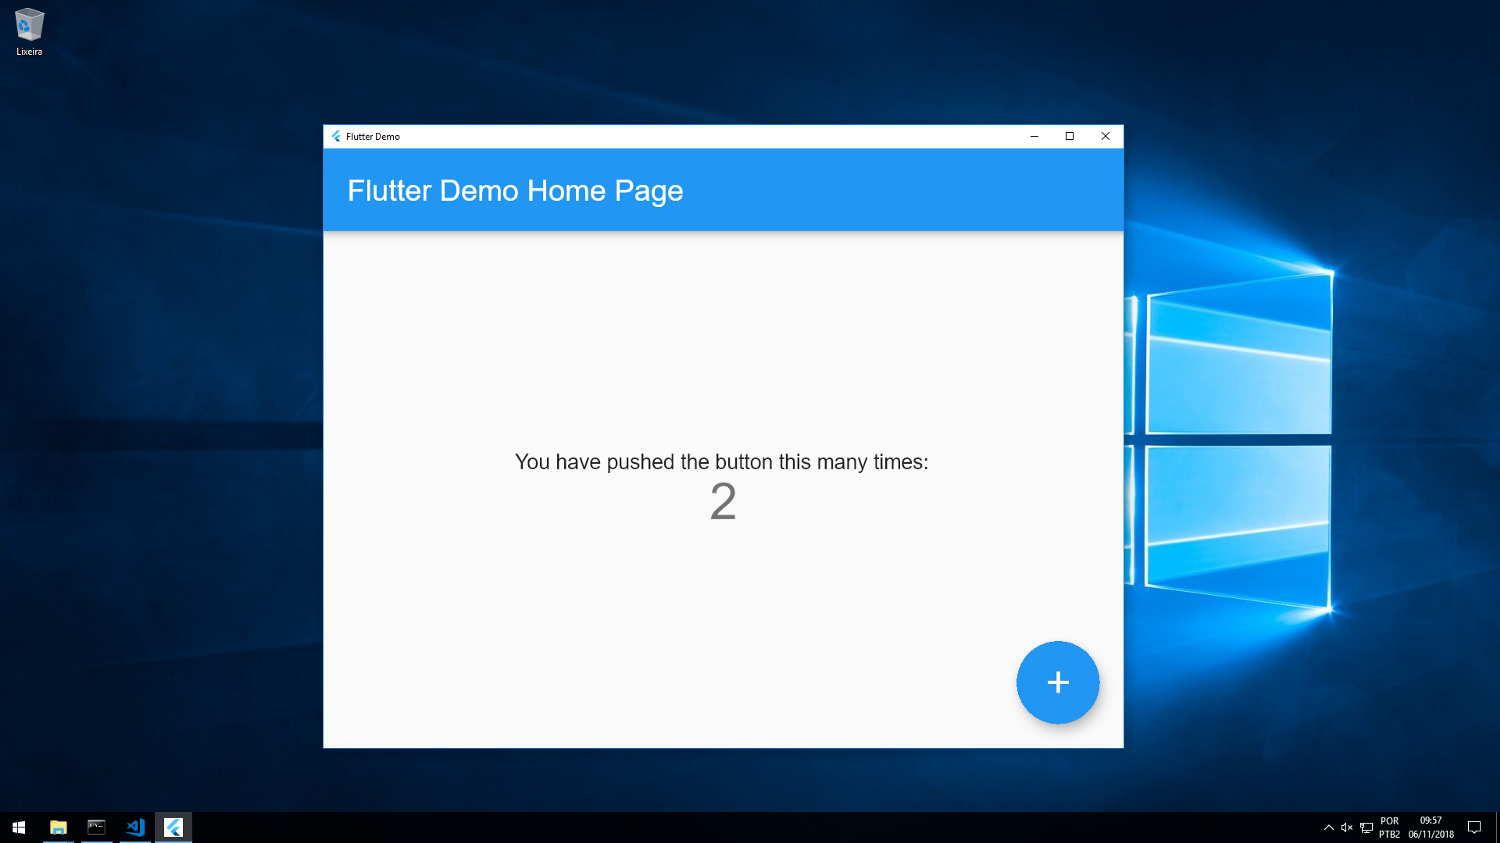 Lixeira
Flutter Demo
Flutter Demo Home Page
You have pushed the button this many times:
2
POR
PTB2
09:57
06/11/2018